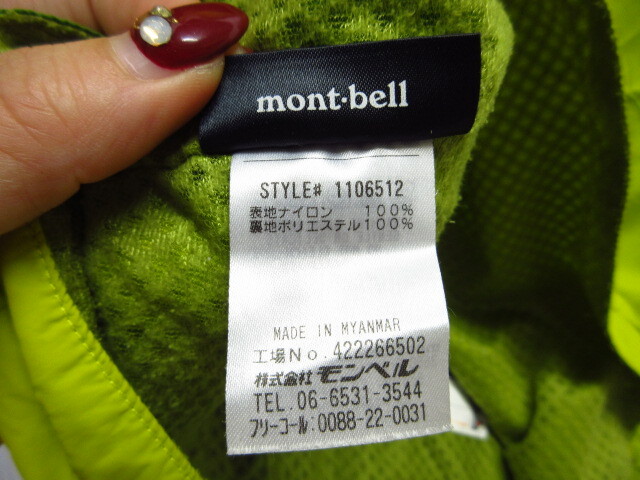 mont·bell
STYLE# 1106512
表地ナイロン 100%
裏地ポリエステル100%
MADE IN MYANMAR
工場No.422266502
株式会社モンベル
TEL.06-6531-3544
フリーコール:0088-22-0031